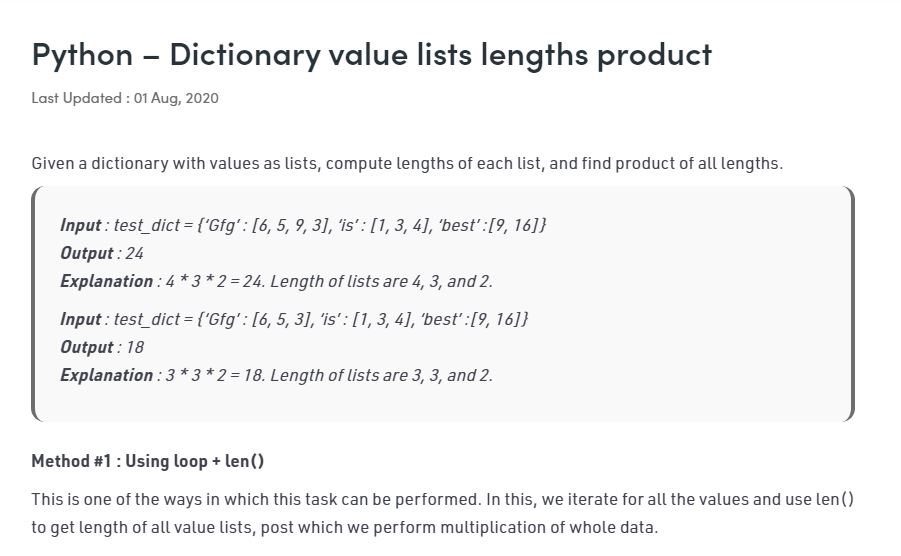 Python – Dictionary value lists lengths product
Last Updated : 01 Aug, 2020
Given a dictionary with values as lists, compute lengths of each list, and find product of all lengths.
Input : test_dict = {‘Gfg’ : [6, 5, 9, 3], ‘is’ : [1, 3, 4], ‘best’ :[9, 16]}
Output : 24
Explanation : 4 * 3 * 2 = 24. Length of lists are 4, 3, and 2.
Input : test_dict = {‘Gfg’ : [6, 5, 3], ‘is’ : [1, 3, 4], ‘best’ :[9, 16]}
Output : 18
Explanation : 3 * 3 * 2 = 18. Length of lists are 3, 3, and 2.
Method #1 : Using loop + len()
This is one of the ways in which this task can be performed. In this, we iterate for all the values and use len()
to get length of all value lists, post which we perform multiplication of whole data.